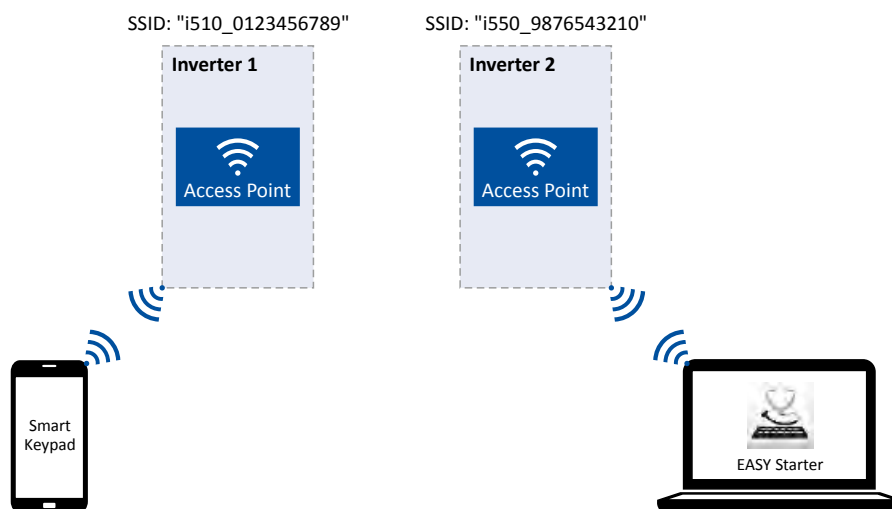 SSID: "i510_0123456789"
SSID: "i550_9876543210"
Inverter 1
Inverter 2
Access Point
Access Point
Smart
Keypad
EASY Starter